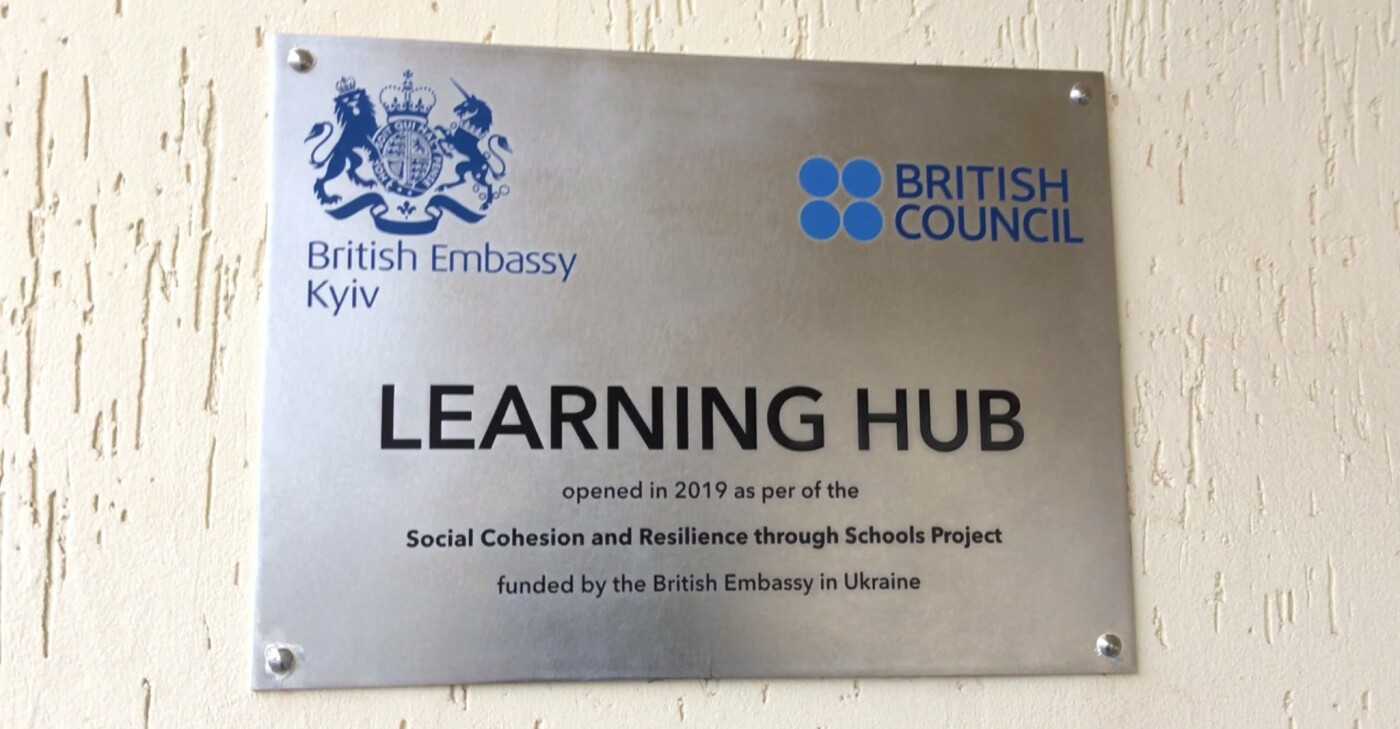 British Embassy
Kyiv
BRITISH
COUNCIL
LEARNING HUB
opened in 2019 as per of the
Social Cohesion and Resilience through Schools Project
funded by the British Embassy in Ukraine